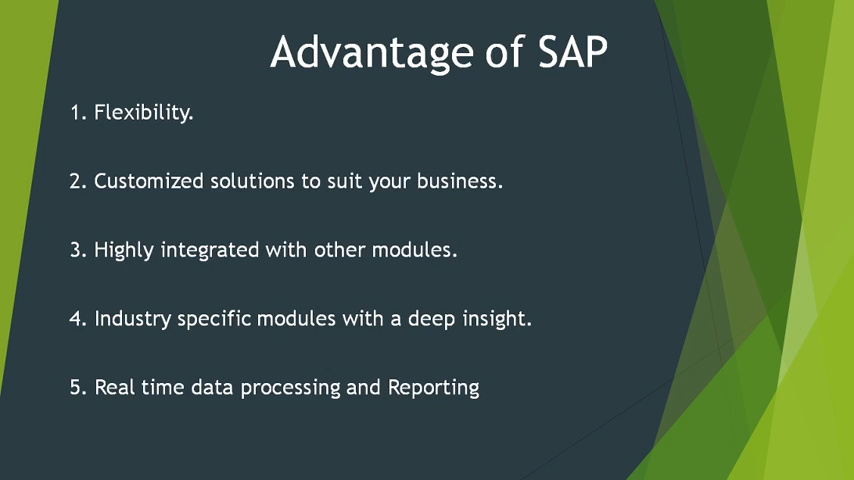 Advantage of SAP
1. Flexibility.
2. Customized solutions to suit your business.
3. Highly integrated with other modules.
4. Industry specific modules with a deep insight.
5. Real time data processing and Reporting